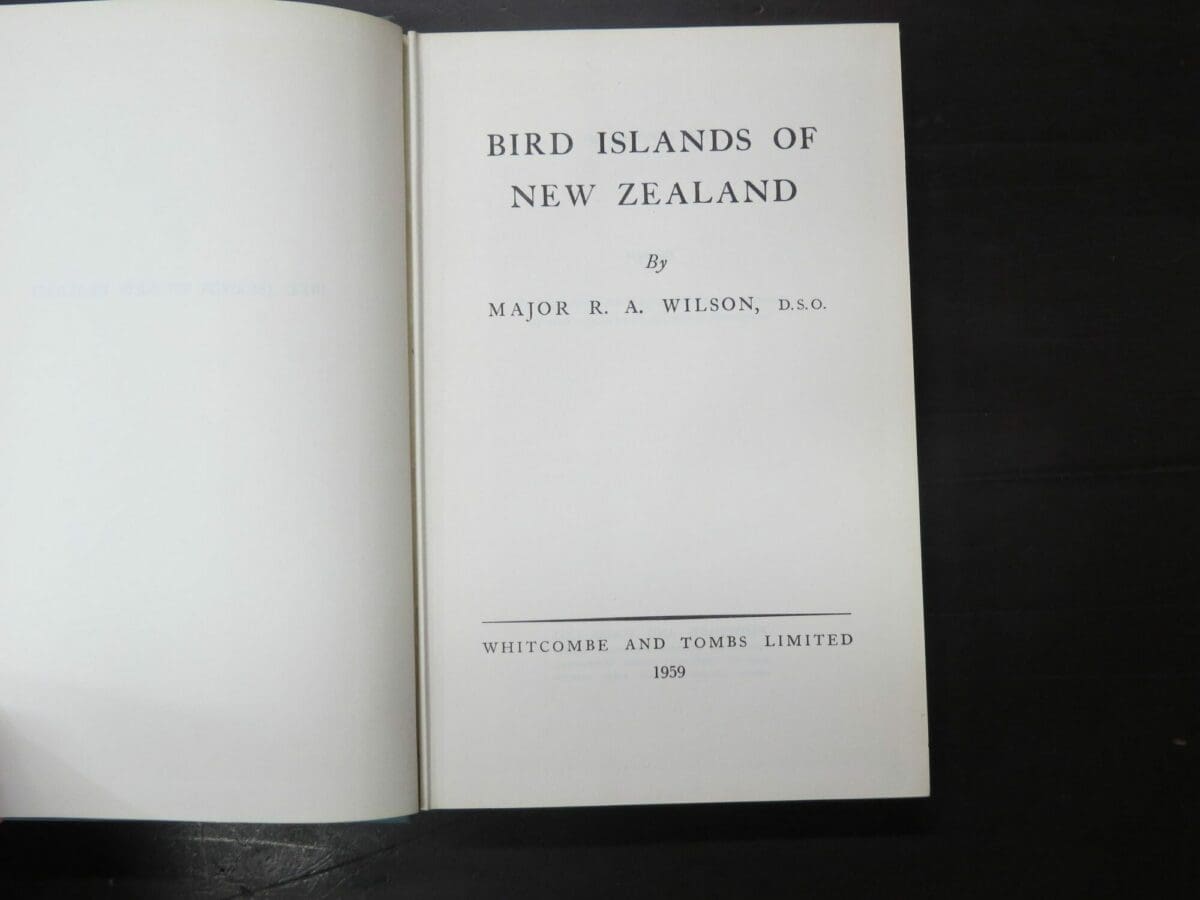 BIRD ISLANDS OF
NEW ZEALAND
By
MAJOR R. A. WILSON, D.S.O.
WHITCOMBE AND TOMBS LIMITED
1959